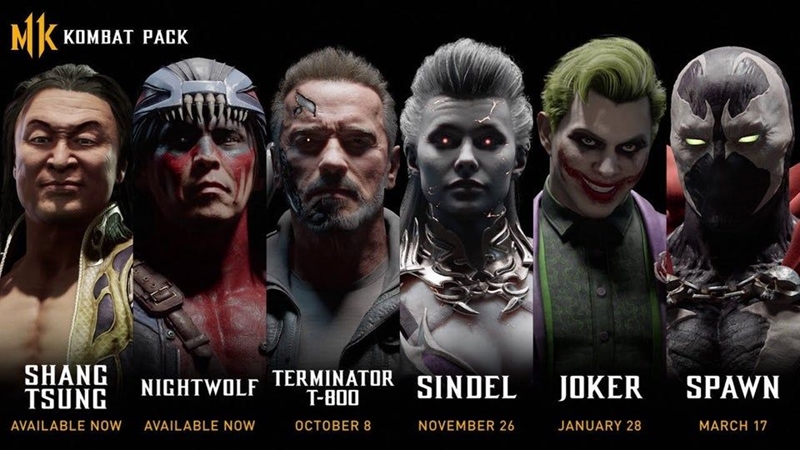 MK KOMBAT PACK
SHANG
TSUNG
AVAILABLE NOW
NIGHTWOLF
AVAILABLE NOW
TERMINATOR
T-800
OCTOBER 8
SINDEL
NOVEMBER 26
JOKER
JANUARY 28
SPAWN
MARCH 17